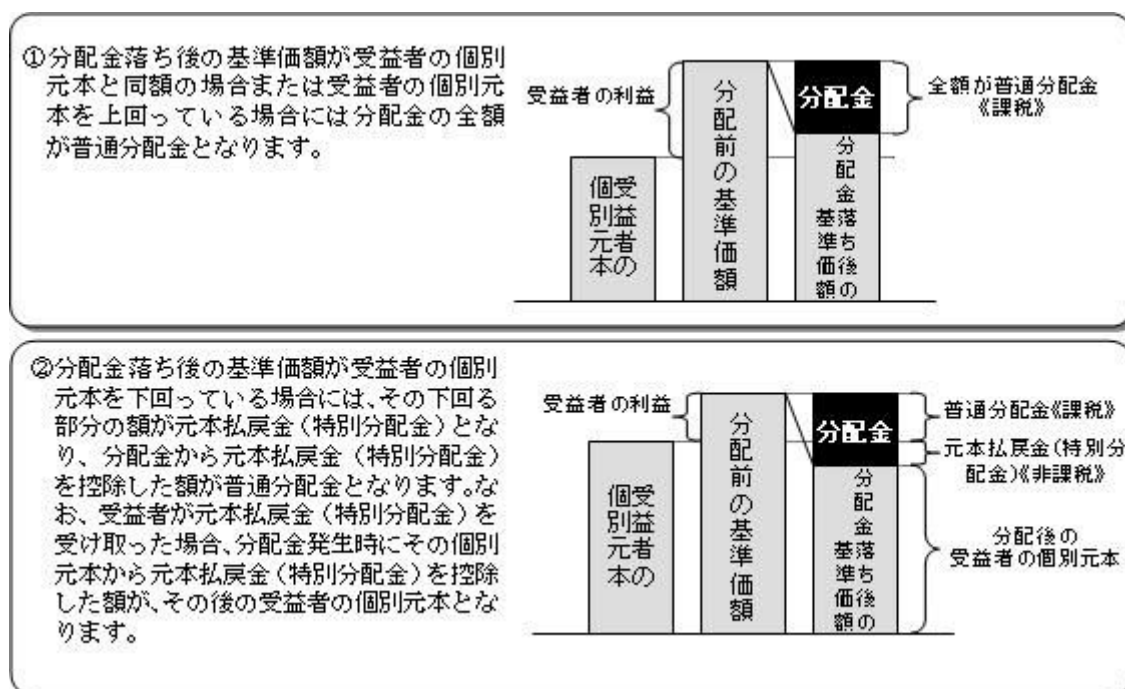 ①分配金落ち後の基準価額が受益者の個別
元本と同額の場合または受益者の個別元
本を上回っている場合には分配金の全額
が普通分配金となります。
受益者の利益
受益者の
個別元本
分配前の基準価額
分配金
分配金落ち後の
基準価額
全額が普通分配金
《課税》
②分配金落ち後の基準価額が受益者の個別
元本を下回っている場合には、その下回る
部分の額が元本払戻金(特別分配金)とな
り、分配金から元本払戻金(特別分配金)
を控除した額が普通分配金となります。な
お、受益者が元本払戻金(特別分配金)を
受け取った場合、分配金発生時にその個別
元本から元本払戻金(特別分配金)を控除
した額が、その後の受益者の個別元本とな
ります。
受益者の利益
受益者の
個別元本
分配前の基準価額
分配金
分配金落ち後の
基準価額
普通分配金《課税》
元本払戻金(特別分
配金)《非課税》
分配後の
受益者の個別元本